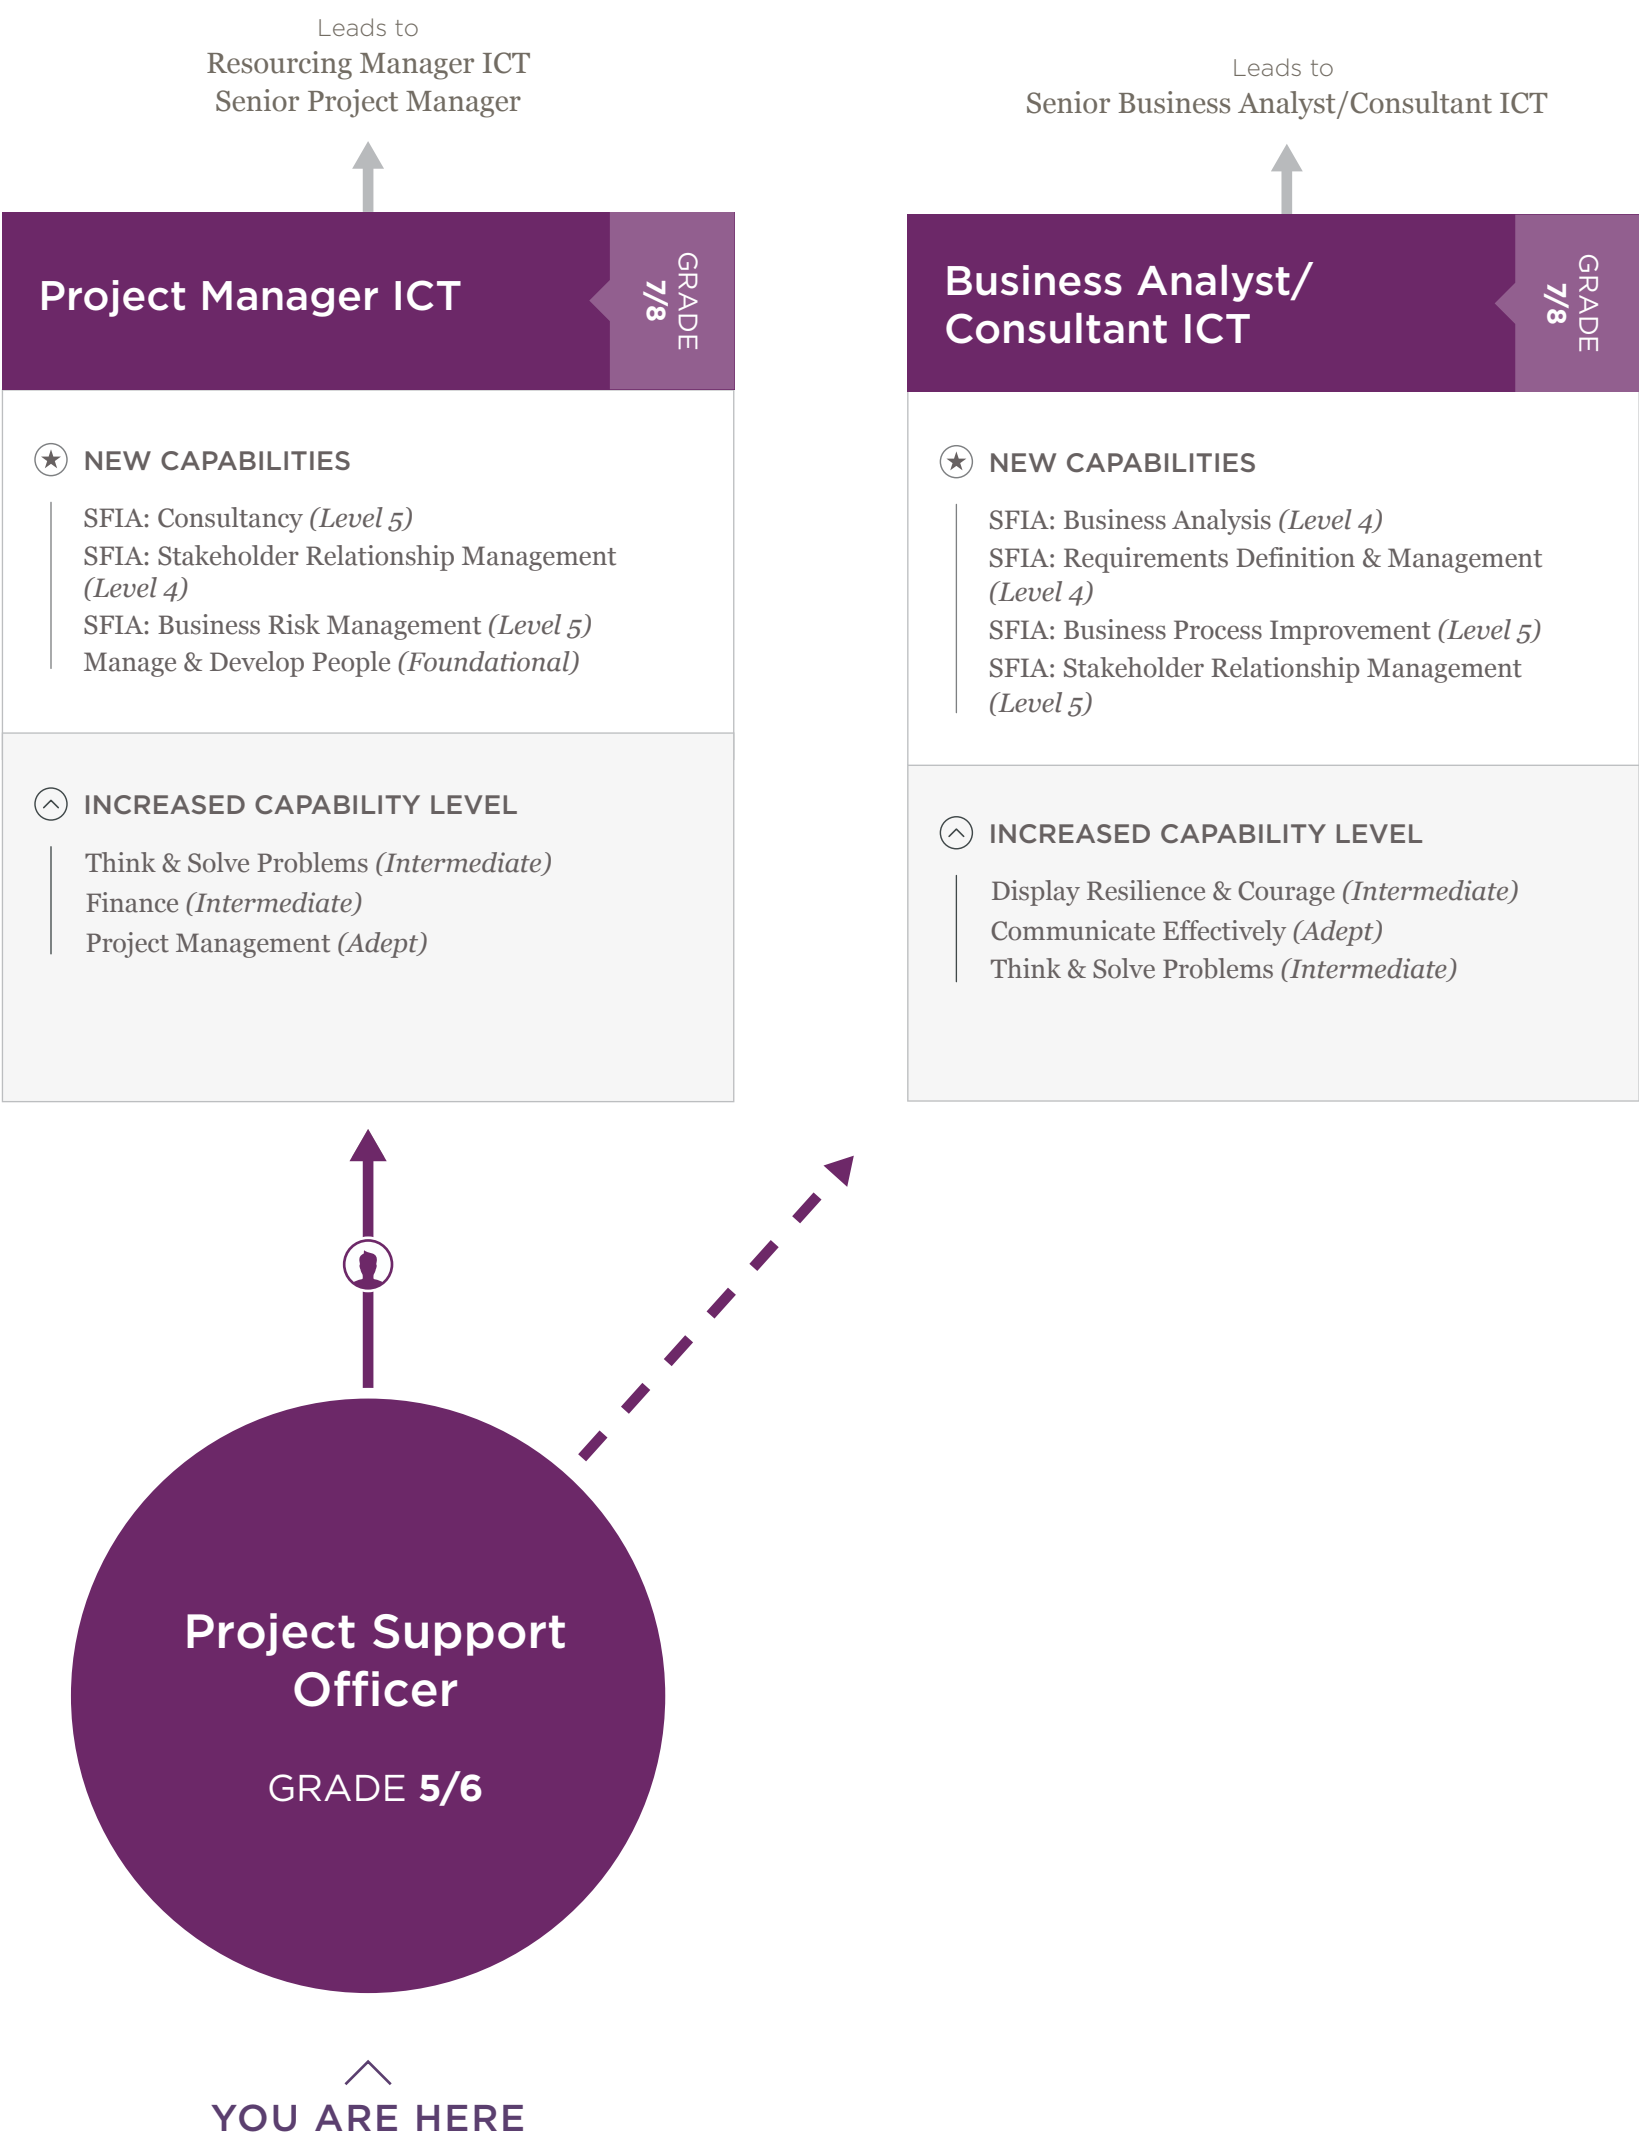 Leads to
Resourcing Manager ICT
Senior Project Manager
Project Manager ICT
GRADE
7/8
NEW CAPABILITIES
SFIA: Consultancy (Level 5)
SFIA: Stakeholder Relationship Management
(Level 4)
SFIA: Business Risk Management (Level 5)
Manage & Develop People (Foundational)
INCREASED CAPABILITY LEVEL
Think & Solve Problems (Intermediate)
Finance (Intermediate)
Project Management (Adept)
Leads to
Senior Business Analyst/Consultant ICT
Business Analyst/
Consultant ICT
GRADE
7/8
NEW CAPABILITIES
SFIA: Business Analysis (Level 4)
SFIA: Requirements Definition & Management
(Level 4)
SFIA: Business Process Improvement (Level 5)
SFIA: Stakeholder Relationship Management
(Level 5)
INCREASED CAPABILITY LEVEL
Display Resilience & Courage (Intermediate)
Communicate Effectively (Adept)
Think & Solve Problems (Intermediate)
Project Support
Officer
GRADE 5/6
YOU ARE HERE